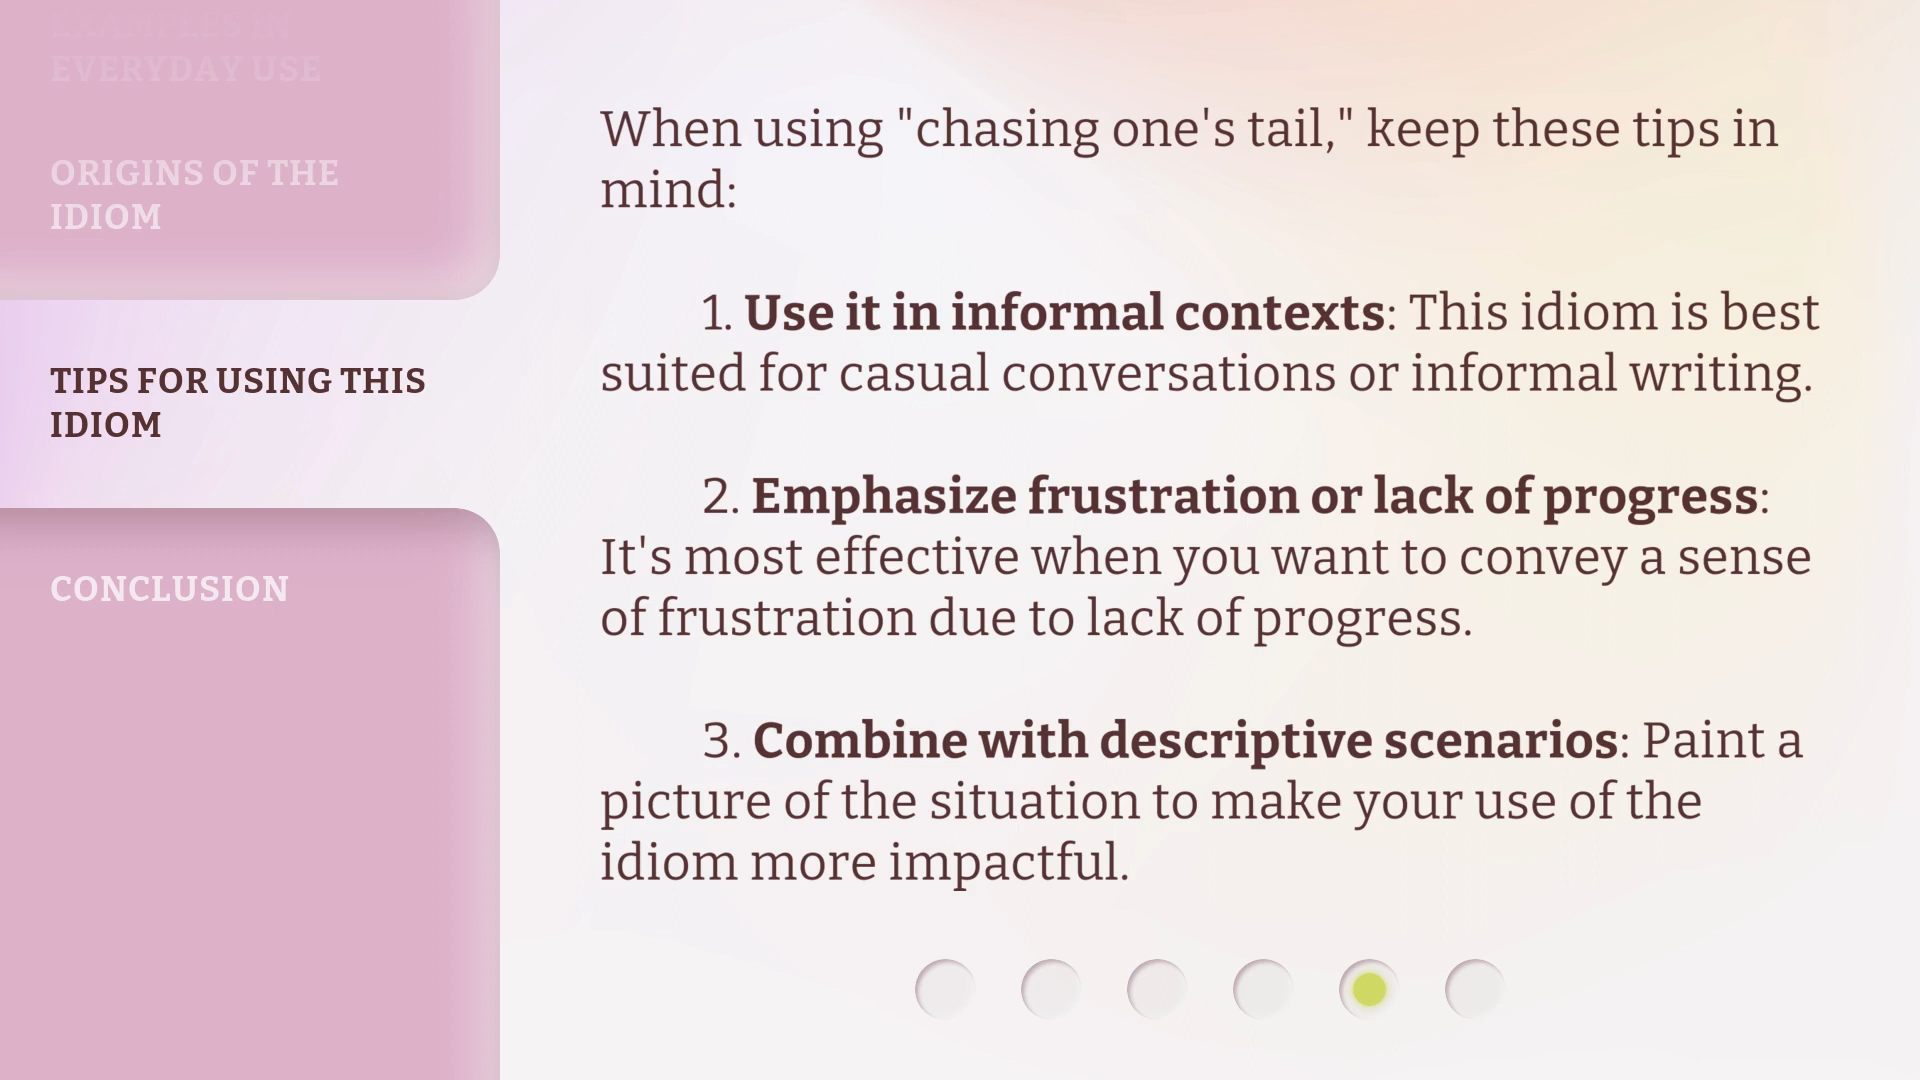 EXAMPLES IN
EVERYDAY USE
ORIGINS OF THE
IDIOM
TIPS FOR USING THIS
IDIOM
CONCLUSION
When using "chasing one's tail," keep these tips in
mind:
1. Use it in informal contexts: This idiom is best
suited for casual conversations or informal writing.
2. Emphasize frustration or lack of progress:
It's most effective when you want to convey a sense
of frustration due to lack of progress.
3. Combine with descriptive scenarios: Paint a
picture of the situation to make your use of the
idiom more impactful.